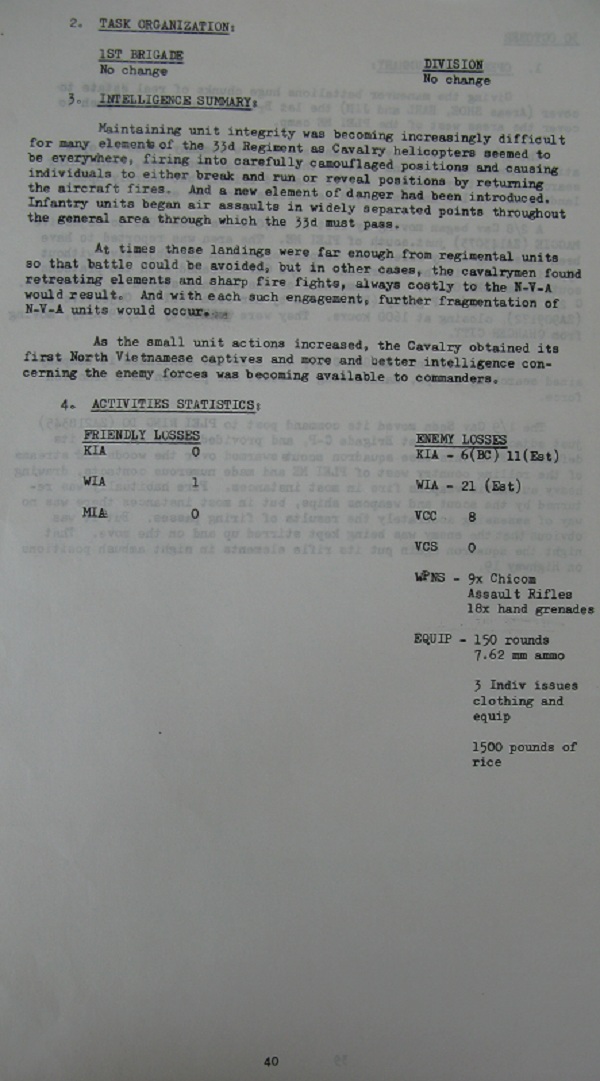 2. TASK ORGANIZATION:
1ST BRIGADE
No change
DIVISION
No change
3. INTELLIGENCE SUMMARY:
Maintaining unit integrity was becoming increasingly difficult
for many elements of the 33d Regiment as Cavalry helicopters seemed to
be everywhere, firing into carefully camouflaged positions and causing
individuals to either break and run or reveal positions by returning
the aircraft fires. And a new element of danger had been introduced.
Infantry units began air assaults in widely separated points throughout
the general area through which the 33d must pass.
At times these landings were far enough from regimental units
so that battle could be avoided, but in other cases, the cavalrymen found
retreating elements and sharp fire fights, always costly to the N-V-A
would result. And with each such engagement, further fragmentation of
N-V-A units would occur.
As the small unit actions increased, the Cavalry obtained its
first North Vietnamese captives and more and better intelligence con-
cerning the enemy forces was becoming available to commanders.
4. ACTIVITIES STATISTICS:
FRIENDLY LOSSES
KIA 0
WIA 1
MIA 0
ENEMY LOSSES
KIA - 6(BC) 11(Est)
WIA - 21 (Est)
VCC 8
VCS 0
WPNS - 9x Chicom
Assault Rifles
18x hand grenades
EQUIP - 150 rounds
7.62 mm ammo
3 Indiv issues
clothing and
equip
1500 pounds of
rice
40